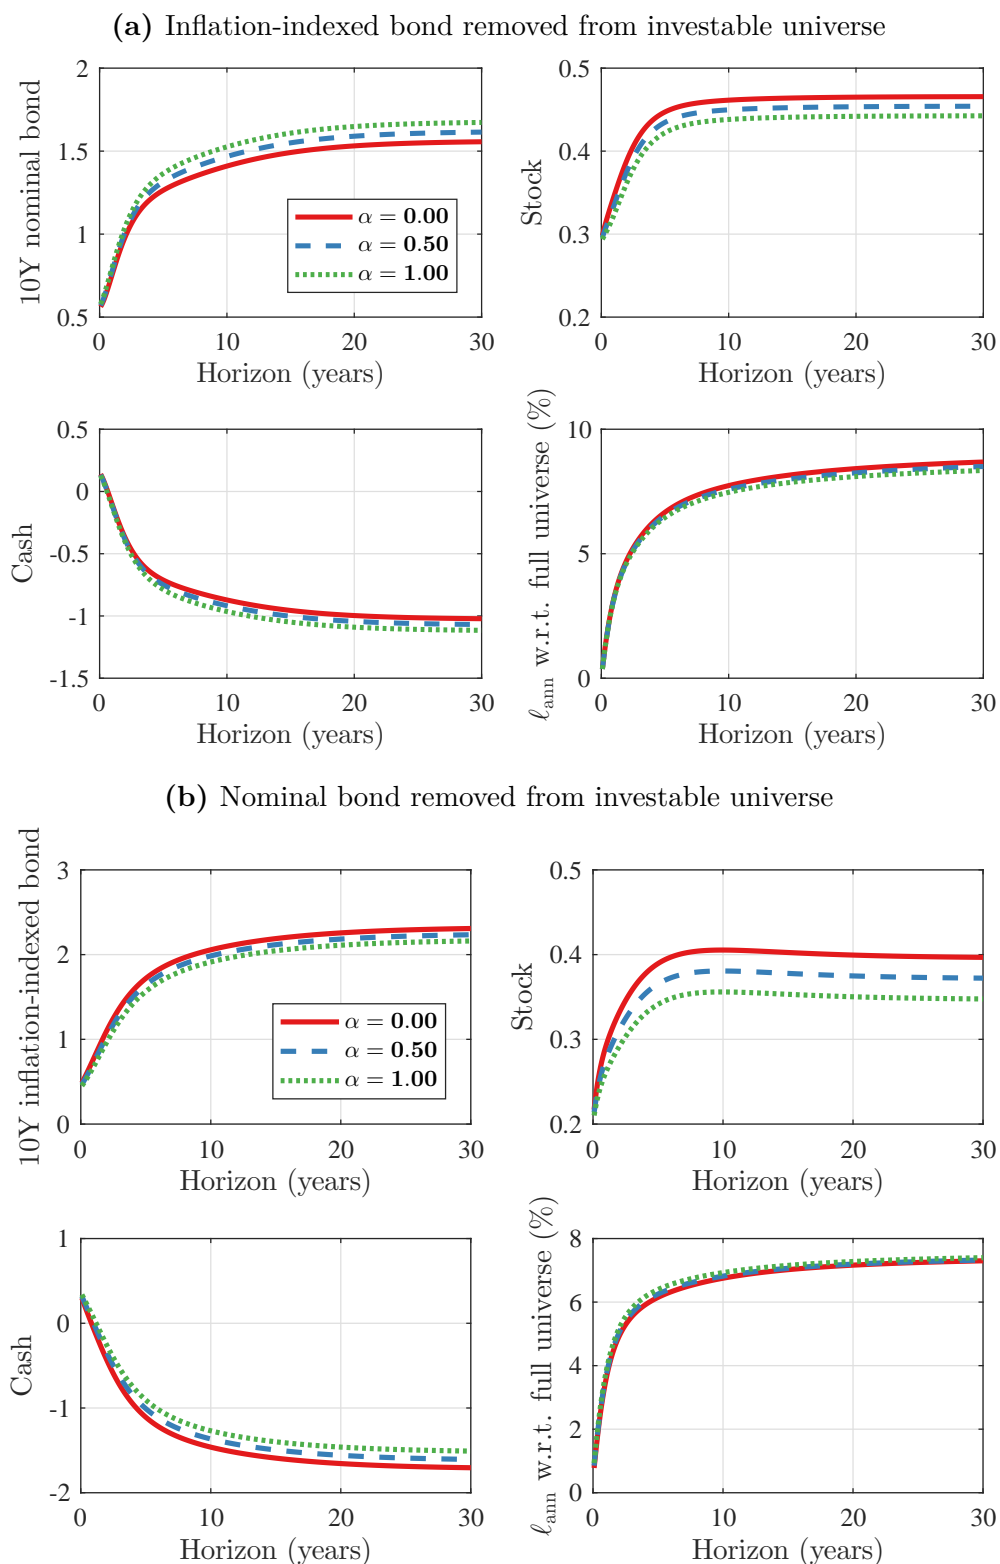 (a) Inflation-indexed bond removed from investable universe
10Y nominal bond
2
1.5
1
0.5
0 10 20 30
Horizon (years)
α = 0.00
α = 0.50
α = 1.00
Stock
0.5
0.4
0.3
0.2
0 10 20 30
Horizon (years)
Cash
0.5
0
-0.5
-1
-1.5
0 10 20 30
Horizon (years)
ℓann w.r.t. full universe (%)
10
5
0
0 10 20 30
Horizon (years)
(b) Nominal bond removed from investable universe
10Y inflation-indexed bond
3
2
1
0
0 10 20 30
Horizon (years)
α = 0.00
α = 0.50
α = 1.00
Stock
0.5
0.4
0.3
0.2
0 10 20 30
Horizon (years)
Cash
1
0
-1
-2
0 10 20 30
Horizon (years)
ℓann w.r.t. full universe (%)
8
6
4
2
0
0 10 20 30
Horizon (years)